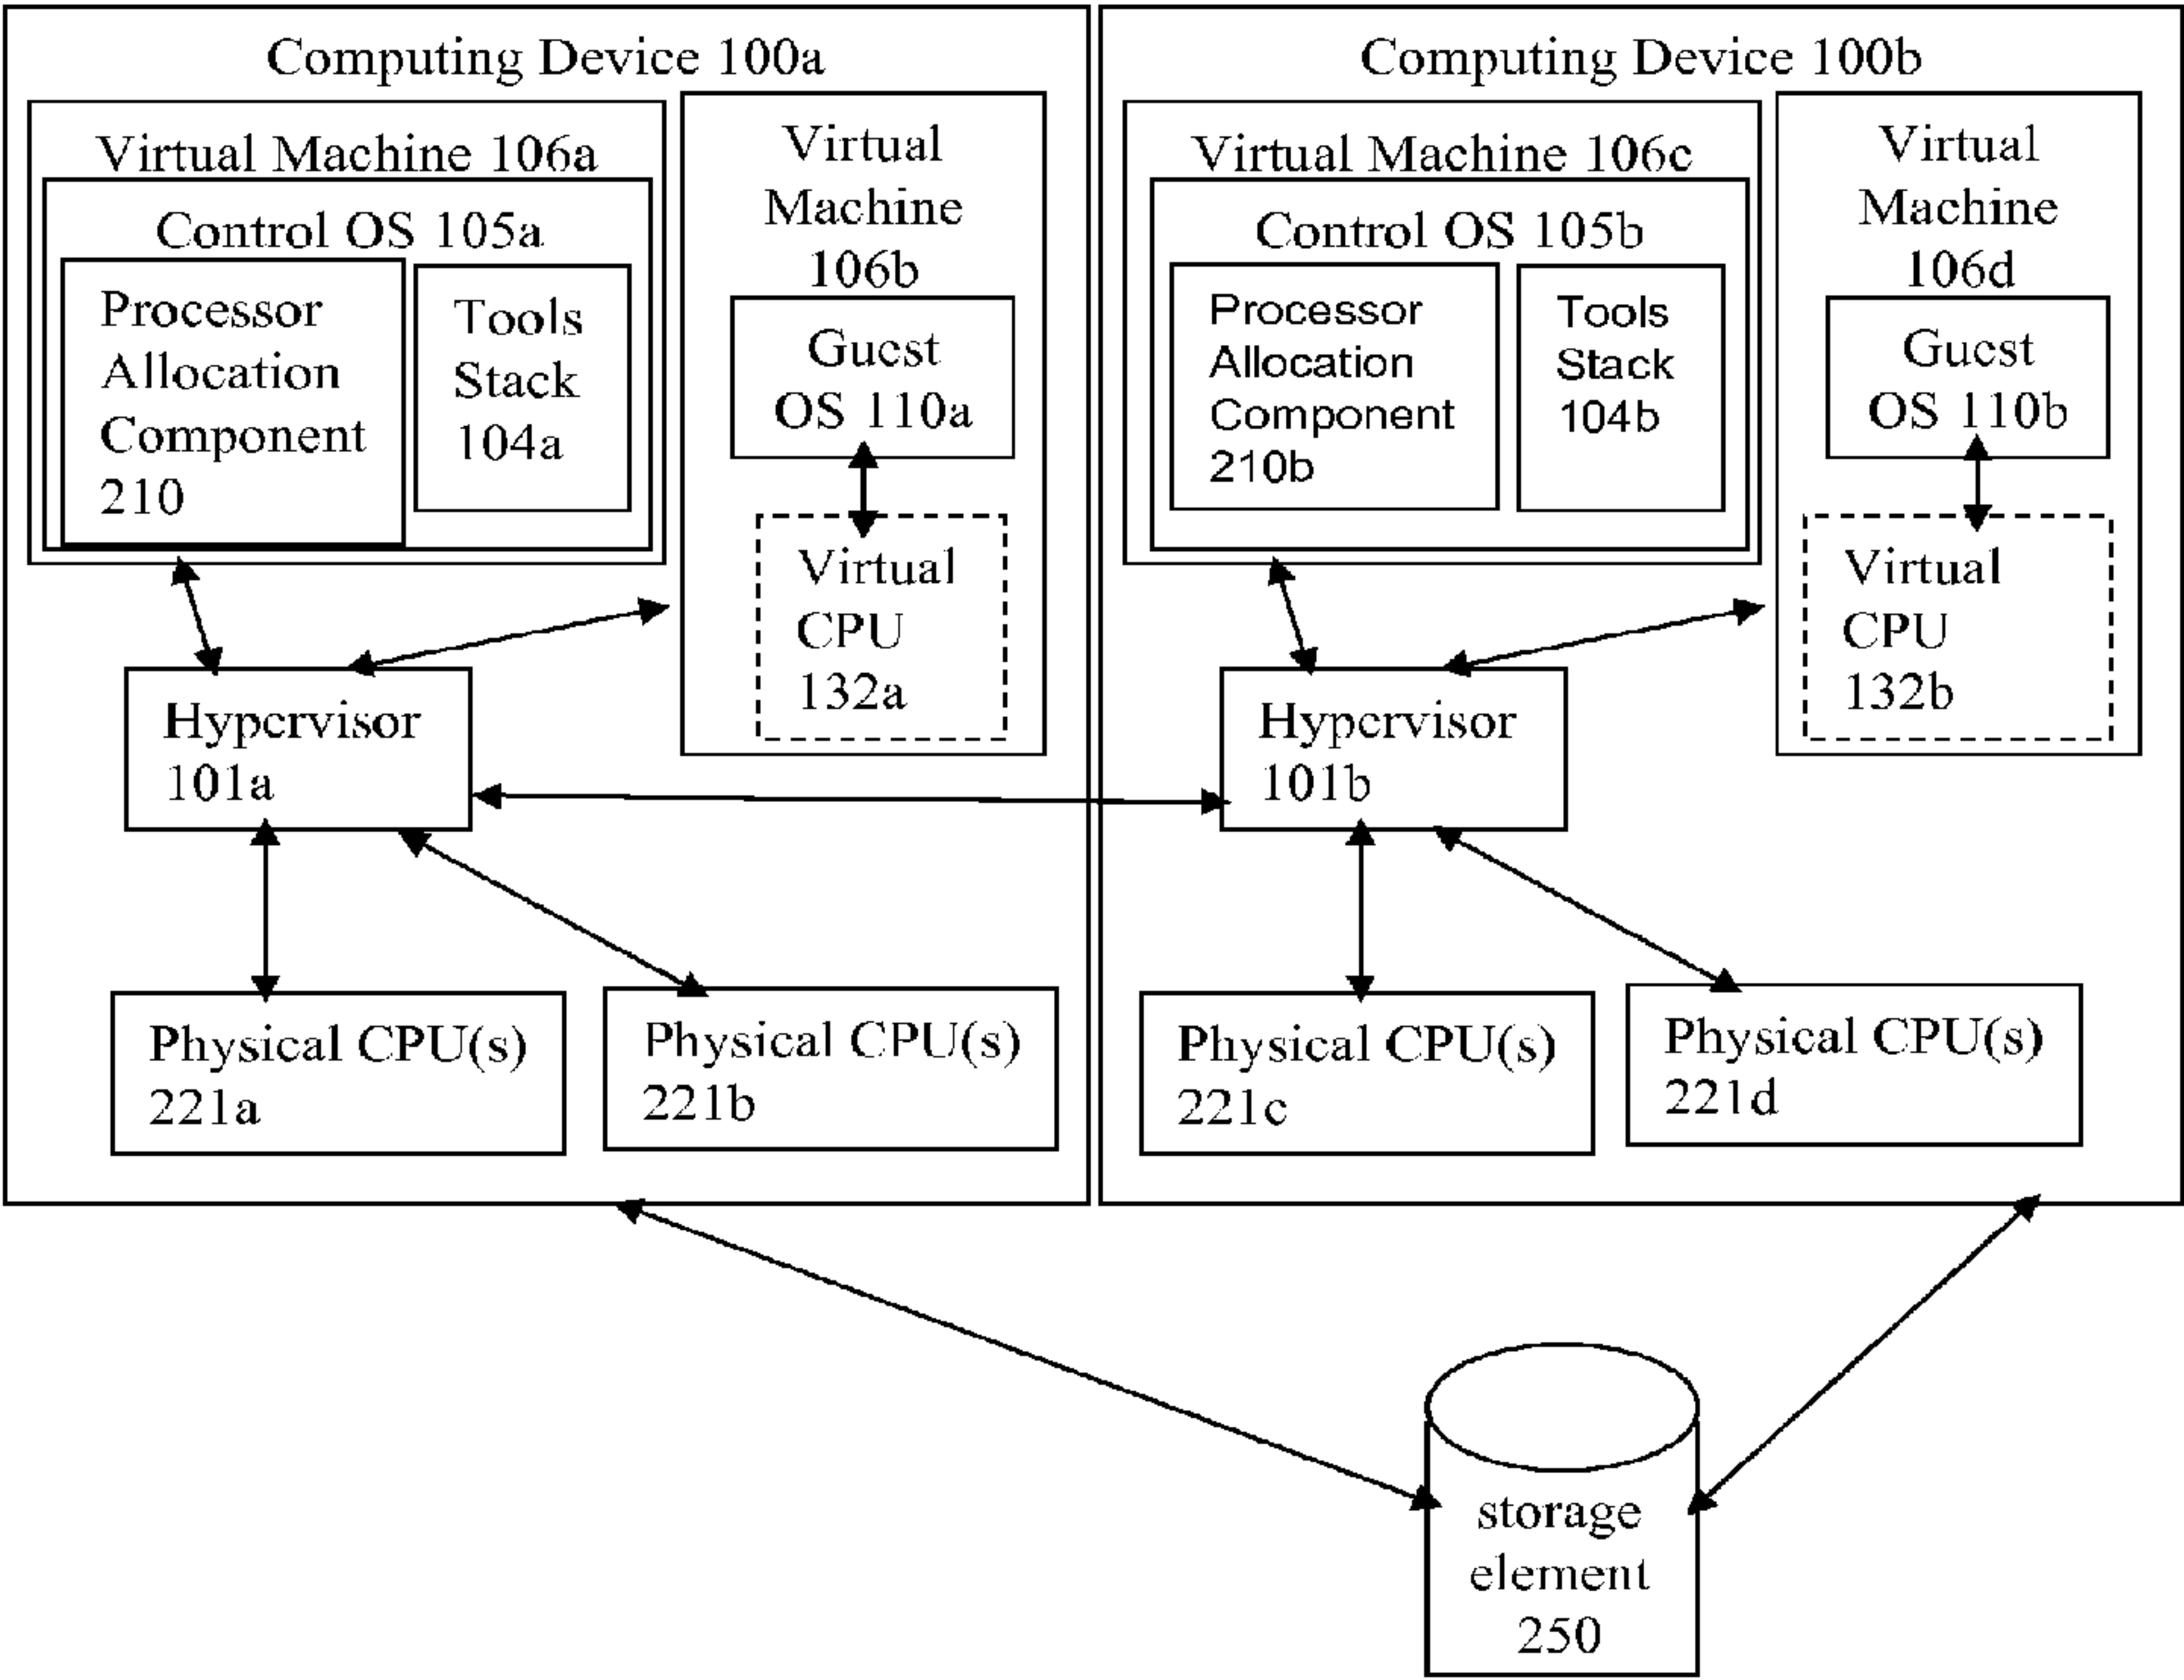 Computing Device 100a
Virtual Machine 106a
Control OS 105a
Processor
Allocation
Component
210
Tools
Stack
104a
Virtual
Machine
106b
Guest
OS 110a
Virtual
CPU
132a
Hypervisor
101a
Physical CPU(s)
221a
Physical CPU(s)
221b
Computing Device 100b
Virtual Machine 106c
Control OS 105b
Processor
Allocation
Component
210b
Tools
Stack
104b
Virtual
Machine
106d
Guest
OS 110b
Virtual
CPU
132b
Hypervisor
101b
Physical CPU(s)
221c
Physical CPU(s)
221d
storage
element
250